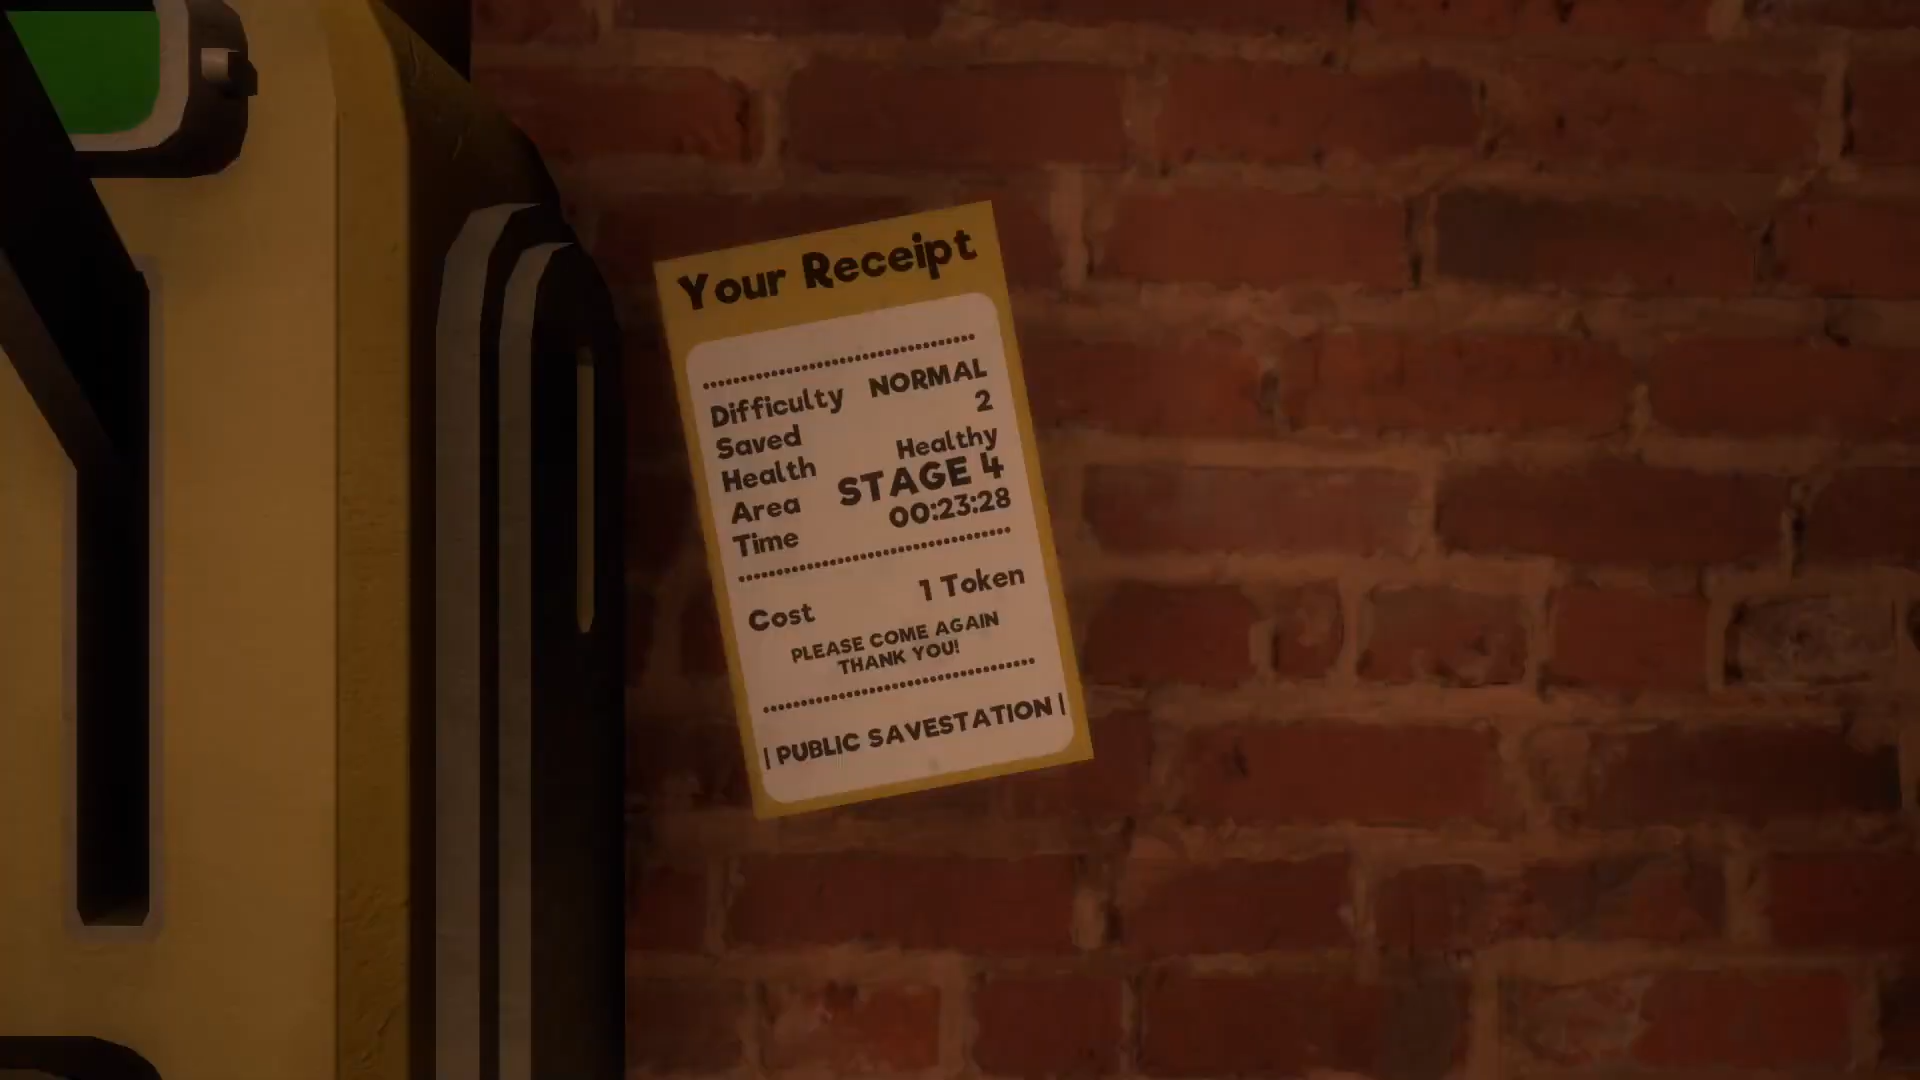 Your Receipt
Difficulty NORMAL
Saved 2
Health Healthy
Area STAGE 4
Time 00:23:28
Cost 1 Token
PLEASE COME AGAIN
THANK YOU!
| PUBLIC SAVESTATION |